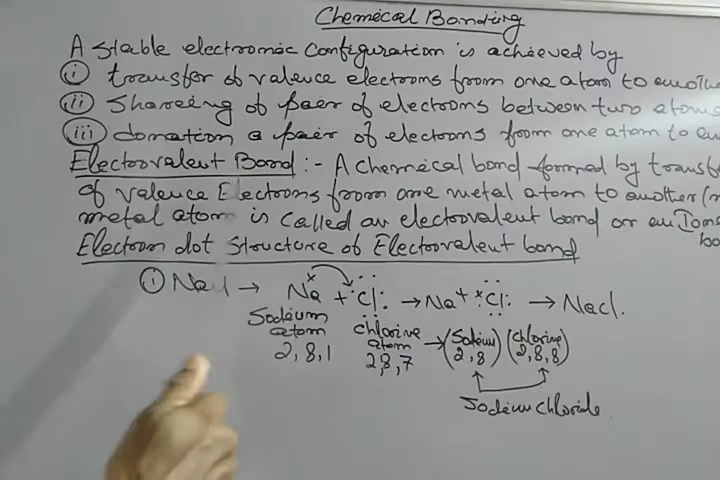 Chemical Bonding
A stable electronic configuration is achieved by
(i) transfer of valence electrons from one atom to anothe
(ii) Shareing of pair of electrons between two atoms
(iii) donation a pair of electrons from one atom to an
Electrovalent Bond :- A Chemical bond formed by transf
of valence Electrons from one metal atom to another (n
metal atom is called an electrovalent bond or an Ioni
bo
Electron dot Structure of Electrovalent bond
(1) Na l → Na + Cl → Na+ Cl → Nacl.
Sodium atom chlorine atom → (Sodium) (chlorine)
2, 8, 1 2,8,7 2,8 2,8,8
Sodium chloride